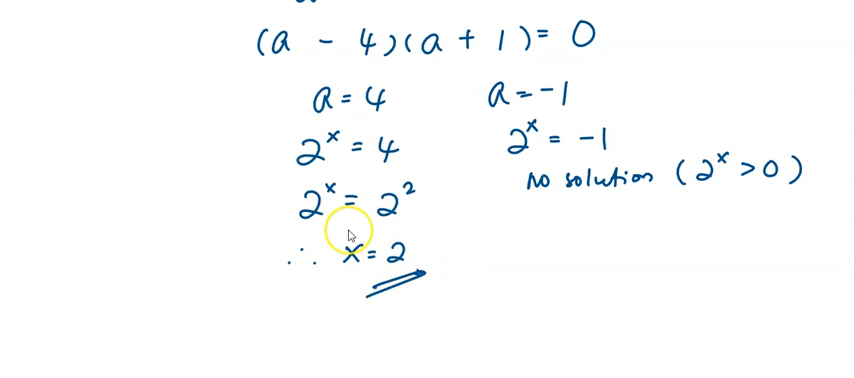 (a - 4)(a + 1) = 0
a = 4
2^x = 4
2^x = 2^2
∴ x = 2
a = -1
2^x = -1
No solution (2^x > 0)